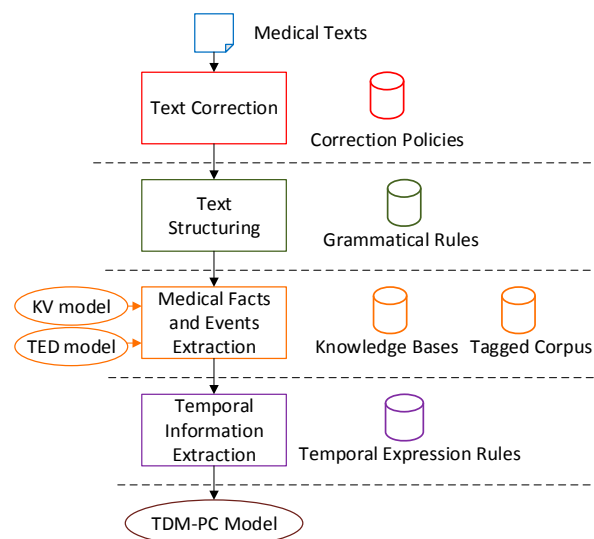 Medical Texts
Text Correction
Correction Policies
Text
Structuring
Grammatical Rules
KV model
TED model
Medical Facts
and Events
Extraction
Knowledge Bases
Tagged Corpus
Temporal
Information
Extraction
Temporal Expression Rules
TDM-PC Model